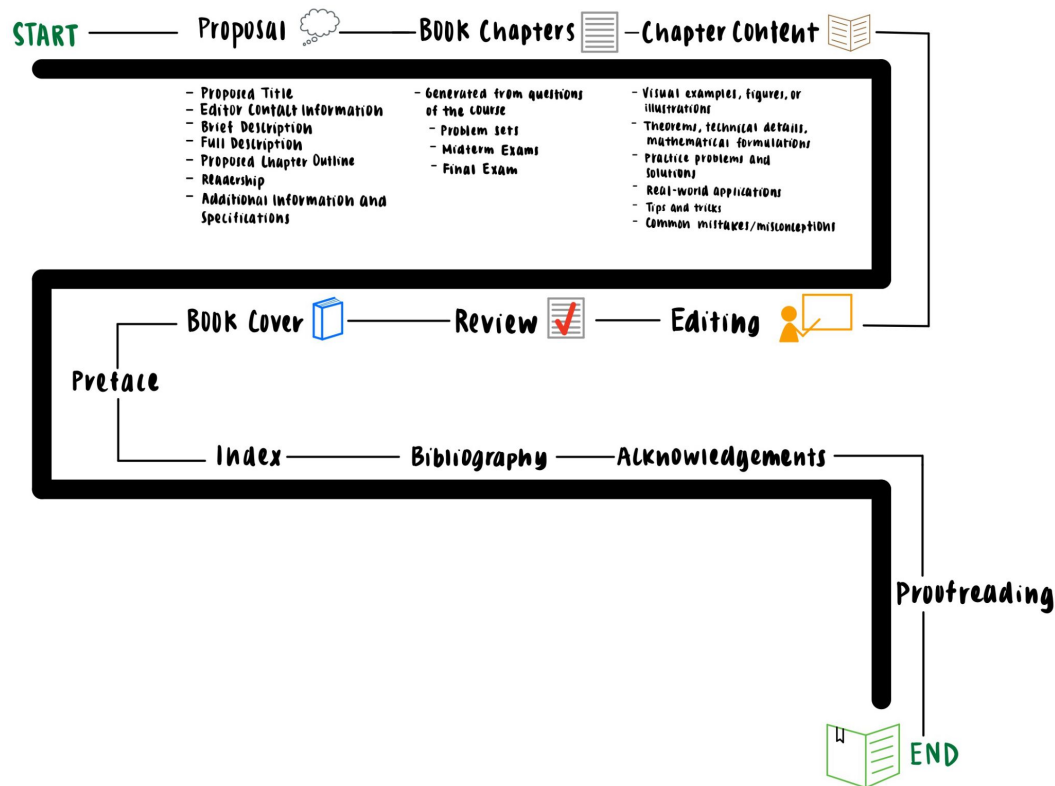 START
Proposal
BOOK Chapters
Chapter Content
- Proposed Title
- Editor Contact Information
- Brief Description
- Full Description
- Proposed Chapter Outline
- Readership
- Additional Information and
Specifications
- Generated from questions
of the course
- Problem sets
- Midterm Exams
- Final Exam
- Visual examples, figures, or
illustrations
- Theorems, technical details,
mathematical formulations
- Practice problems and
solutions
- Real-world applications
- Tips and tricks
- Common mistakes/misconceptions
BOOK Cover
Review
Editing
Preface
Index
Bibliography
Acknowledgements
Proofreading
END